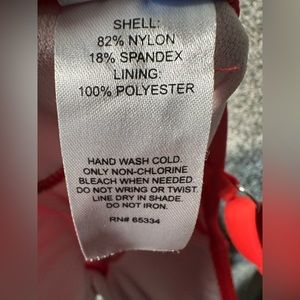 SHELL:
82% NYLON
18% SPANDEX
LINING:
100% POLYESTER
HAND WASH COLD.
ONLY NON-CHLORINE
BLEACH WHEN NEEDED.
DO NOT WRING OR TWIST.
LINE DRY IN SHADE.
DO NOT IRON.
RN# 65334